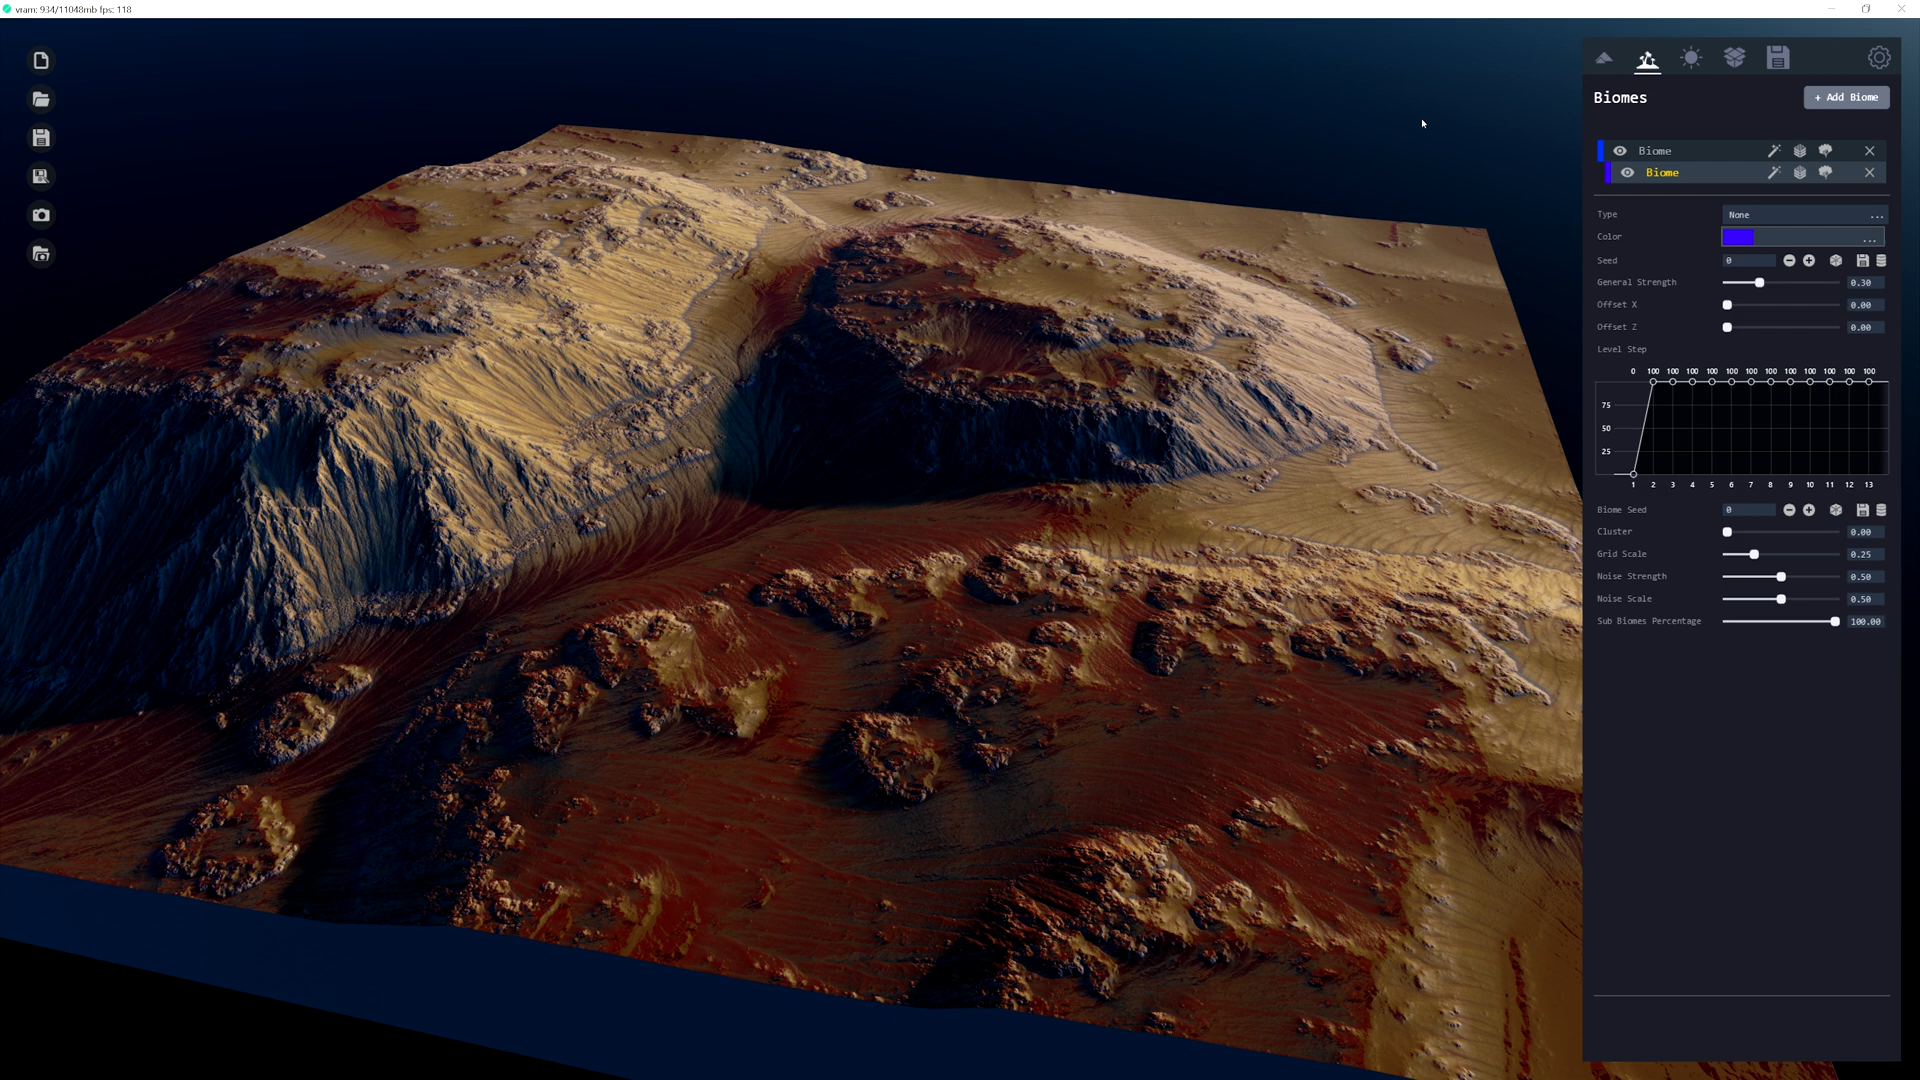 vram: 934/11048mb fps: 118
Biomes
+ Add Biome
Biome
Biome
Type None ...
Color ...
Seed 0
General Strength 0.30
Offset X 0.00
Offset Z 0.00
Level Step
0 100 100 100 100 100 100 100 100 100 100 100 100
75
50
25
1 2 3 4 5 6 7 8 9 10 11 12 13
Biome Seed 0
Cluster 0.00
Grid Scale 0.25
Noise Strength 0.50
Noise Scale 0.50
Sub Biomes Percentage 100.00